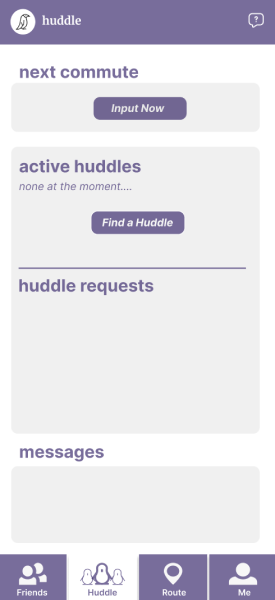 huddle
?
next commute
Input Now
active huddles
none at the moment....
Find a Huddle
huddle requests
messages
Friends
Huddle
Route
Me